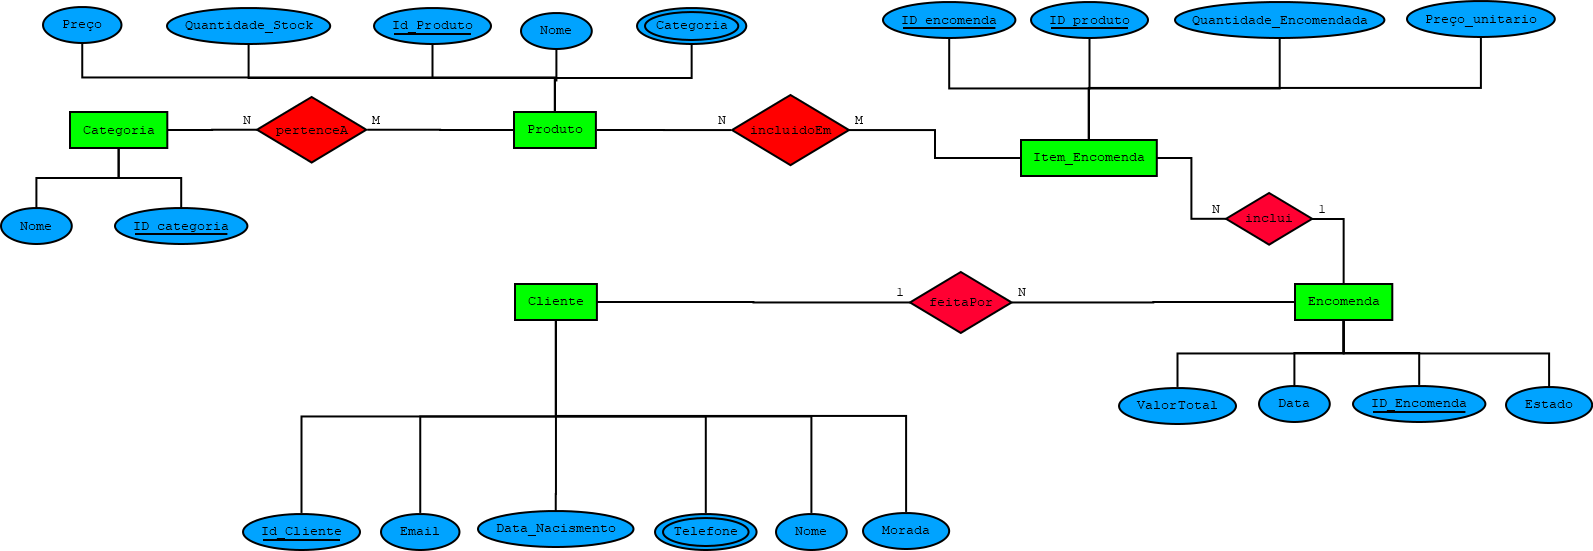 Preço
Quantidade_Stock
Id_Produto
Nome
Categoria
ID_encomenda
ID_produto
Quantidade_Encomendada
Preço_unitario
Categoria
N
pertenceA
M
Produto
N
incluidoEm
M
Item_Encomenda
Nome
ID_categoria
N
inclui
1
Cliente
1
feitaPor
N
Encomenda
ValorTotal
Data
ID_Encomenda
Estado
Id_Cliente
Email
Data_Nacismento
Telefone
Nome
Morada